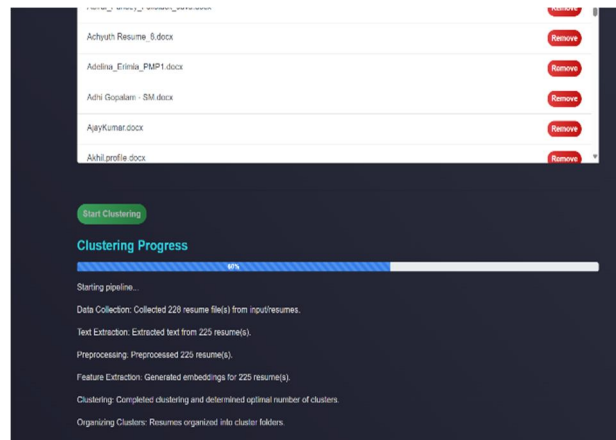 Remove
Achyuth Resume_6.docx
Remove
Adelina_Erimia_PMP1.docx
Remove
Adhi Gopalam - SM.docx
Remove
AjayKumar.docx
Remove
Akhil.profile.docx
Remove
Start Clustering
Clustering Progress
60%
Starting pipeline...
Data Collection: Collected 228 resume file(s) from input/resumes.
Text Extraction: Extracted text from 225 resume(s).
Preprocessing: Preprocessed 225 resume(s).
Feature Extraction: Generated embeddings for 225 resume(s).
Clustering: Completed clustering and determined optimal number of clusters.
Organizing Clusters: Resumes organized into cluster folders.